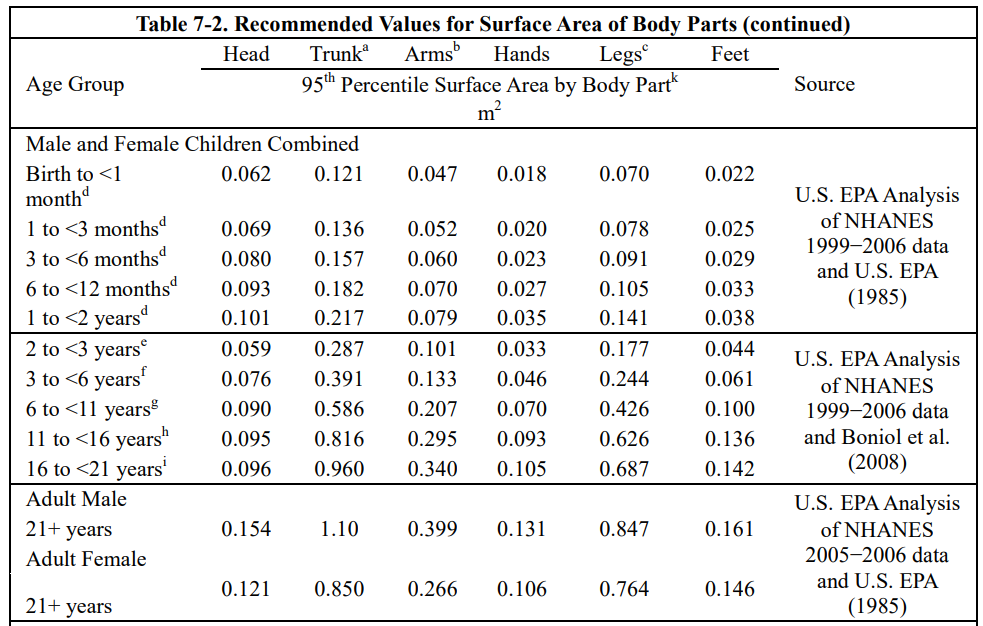 Table 7-2. Recommended Values for Surface Area of Body Parts (continued)
Head Trunkᵃ Armsᵇ Hands Legsᶜ Feet
Age Group 95ᵗʰ Percentile Surface Area by Body Partᵏ Source
m²
Male and Female Children Combined
Birth to <1 0.062 0.121 0.047 0.018 0.070 0.022
monthᵈ
1 to <3 monthsᵈ 0.069 0.136 0.052 0.020 0.078 0.025
3 to <6 monthsᵈ 0.080 0.157 0.060 0.023 0.091 0.029
6 to <12 monthsᵈ 0.093 0.182 0.070 0.027 0.105 0.033
1 to <2 yearsᵈ 0.101 0.217 0.079 0.035 0.141 0.038
U.S. EPA Analysis
of NHANES
1999−2006 data
and U.S. EPA
(1985)
2 to <3 yearsᵉ 0.059 0.287 0.101 0.033 0.177 0.044
3 to <6 yearsᶠ 0.076 0.391 0.133 0.046 0.244 0.061
6 to <11 yearsᵍ 0.090 0.586 0.207 0.070 0.426 0.100
11 to <16 yearsʰ 0.095 0.816 0.295 0.093 0.626 0.136
16 to <21 yearsⁱ 0.096 0.960 0.340 0.105 0.687 0.142
U.S. EPA Analysis
of NHANES
1999−2006 data
and Boniol et al.
(2008)
Adult Male
21+ years 0.154 1.10 0.399 0.131 0.847 0.161
Adult Female
0.121 0.850 0.266 0.106 0.764 0.146
21+ years
U.S. EPA Analysis
of NHANES
2005−2006 data
and U.S. EPA
(1985)